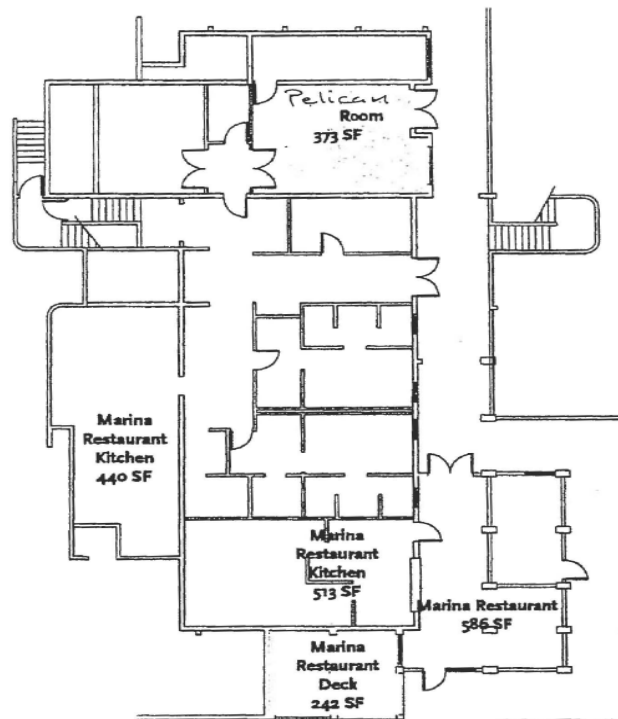 Pelican
Room
373 SF
Marina
Restaurant
Kitchen
440 SF
Marina
Restaurant
Kitchen
513 SF
Marina Restaurant
586 SF
Marina
Restaurant
Deck
242 SF